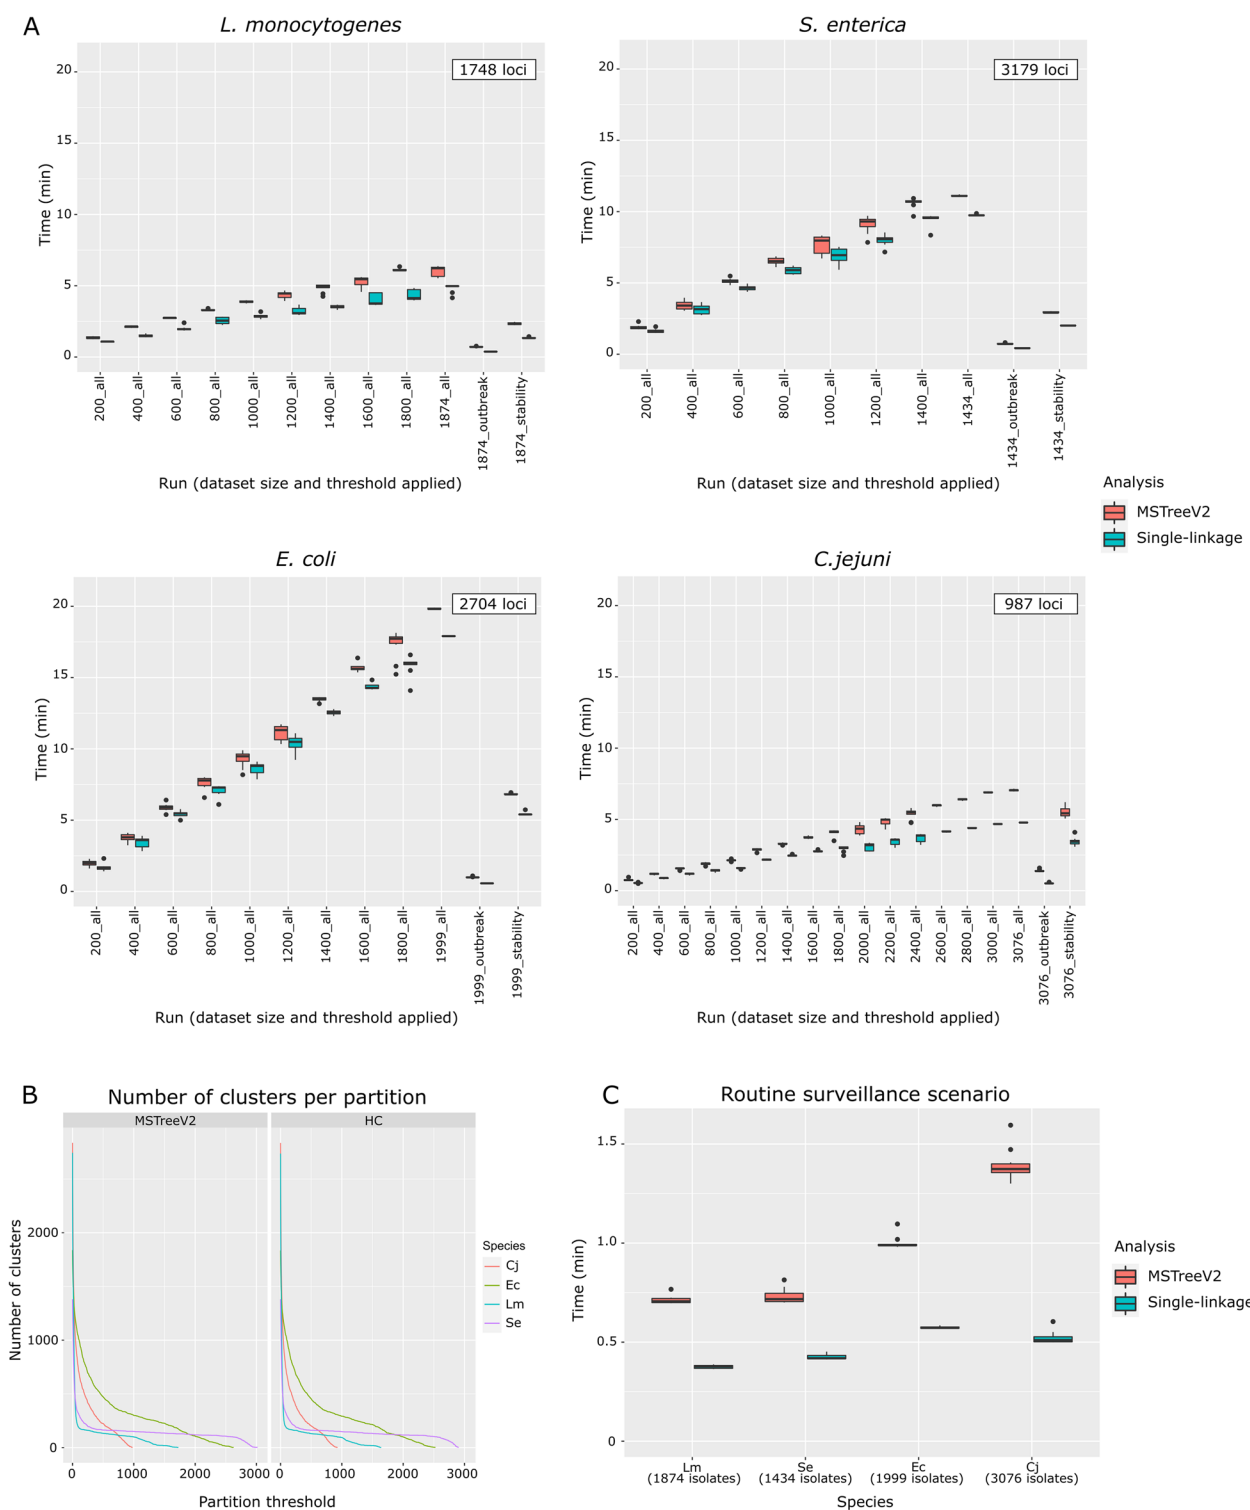 A
L. monocytogenes
1748 loci
20
15
10
5
0
Time (min)
200_all
400_all
600_all
800_all
1000_all
1200_all
1400_all
1600_all
1800_all
1874_all
1874_outbreak
1874_stability
Run (dataset size and threshold applied)
S. enterica
3179 loci
20
15
10
5
0
Time (min)
200_all
400_all
600_all
800_all
1000_all
1200_all
1400_all
1434_all
1434_outbreak
1434_stability
Run (dataset size and threshold applied)
Analysis
MSTreeV2
Single-linkage
E. coli
2704 loci
20
15
10
5
0
Time (min)
200_all
400_all
600_all
800_all
1000_all
1200_all
1400_all
1600_all
1800_all
1999_all
1999_outbreak
1999_stability
Run (dataset size and threshold applied)
C.jejuni
987 loci
20
15
10
5
0
Time (min)
200_all
400_all
600_all
800_all
1000_all
1200_all
1400_all
1600_all
1800_all
2000_all
2200_all
2400_all
2600_all
2800_all
3000_all
3076_all
3076_outbreak
3076_stability
Run (dataset size and threshold applied)
B
Number of clusters per partition
MSTreeV2
HC
2000
1000
0
Number of clusters
0
1000
2000
3000
0
1000
2000
3000
Partition threshold
Species
Cj
Ec
Lm
Se
C
Routine surveillance scenario
1.5
1.0
0.5
0
Time (min)
Lm
(1874 isolates)
Se
(1434 isolates)
Ec
(1999 isolates)
Cj
(3076 isolates)
Species
Analysis
MSTreeV2
Single-linkage